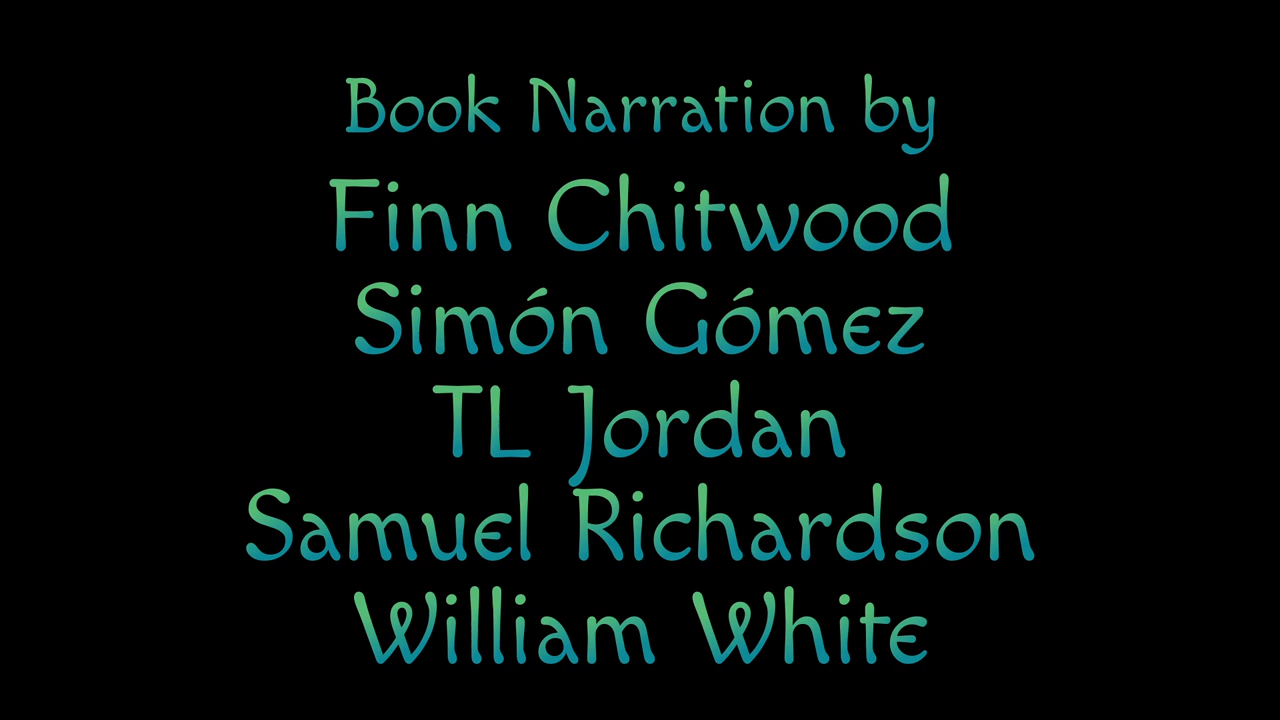 Book Narration by
Finn Chitwood
Simón Gómez
TL Jordan
Samuel Richardson
William White